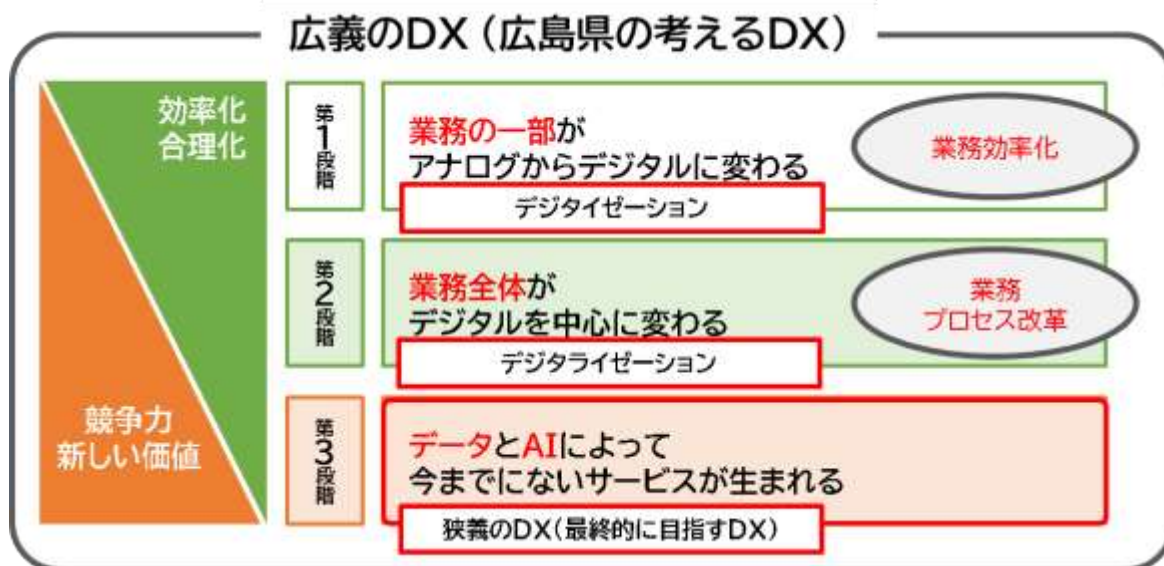 広義のDX(広島県の考えるDX)
効率化
合理化
競争力
新しい価値
第1段階
業務の一部が
アナログからデジタルに変わる
デジタイゼーション
業務効率化
第2段階
業務全体が
デジタルを中心に変わる
デジタライゼーション
業務
プロセス改革
第3段階
データとAIによって
今までにないサービスが生まれる
狭義のDX(最終的に目指すDX)